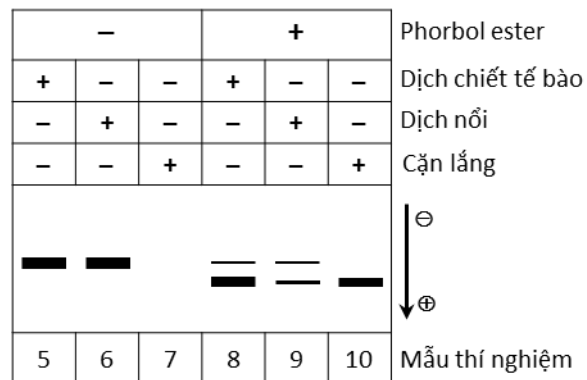 – + Phorbol ester
+ – – + – – Dịch chiết tế bào
– + – – + – Dịch nổi
– – + – – + Cặn lắng
⊖
⊕
5 6 7 8 9 10 Mẫu thí nghiệm